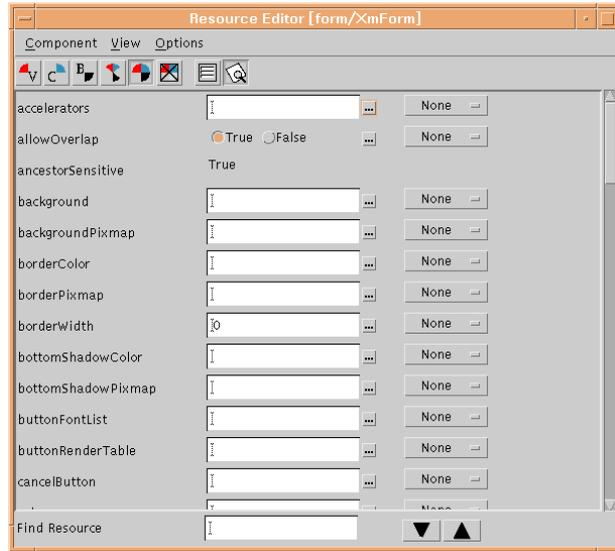 Resource Editor [form/XmForm]
Component View Options
V C B
accelerators ... None
allowOverlap True False ... None
ancestorSensitive True
background ... None
backgroundPixmap ... None
borderColor ... None
borderPixmap ... None
borderWidth 0 ... None
bottomShadowColor ... None
bottomShadowPixmap ... None
buttonFontList ... None
buttonRenderTable ... None
cancelButton ... None
None
Find Resource